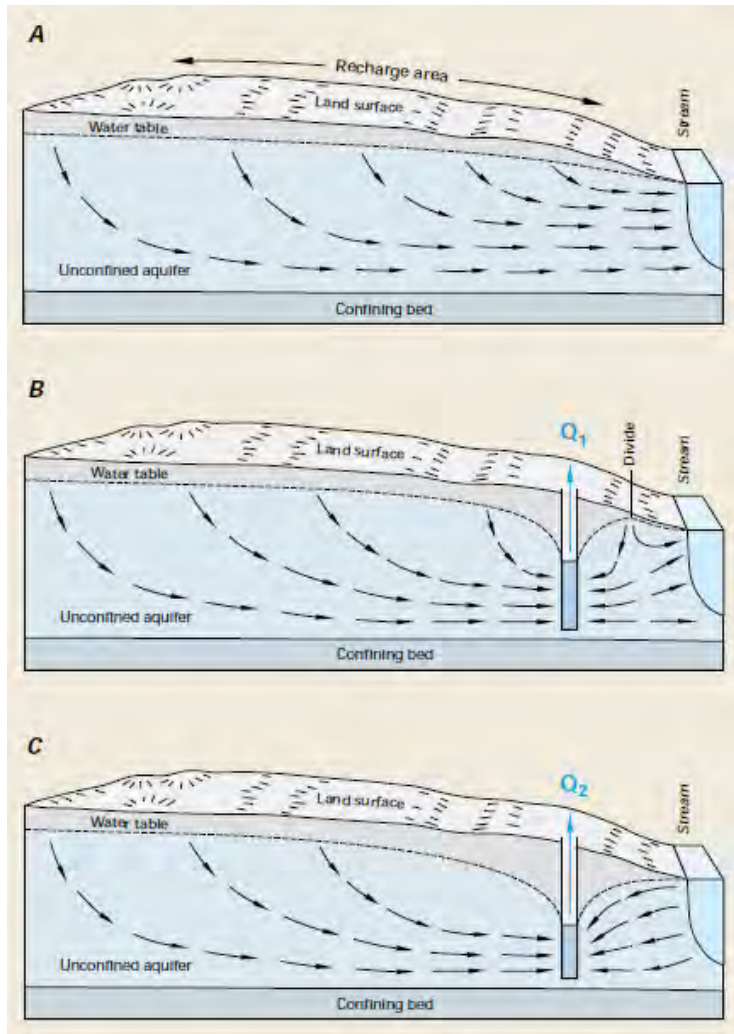 A
Recharge area
Land surface
Stream
Water table
Unconfined aquifer
Confining bed
B
Q1
Divide
Stream
Land surface
Water table
Unconfined aquifer
Confining bed
C
Q2
Stream
Land surface
Water table
Unconfined aquifer
Confining bed